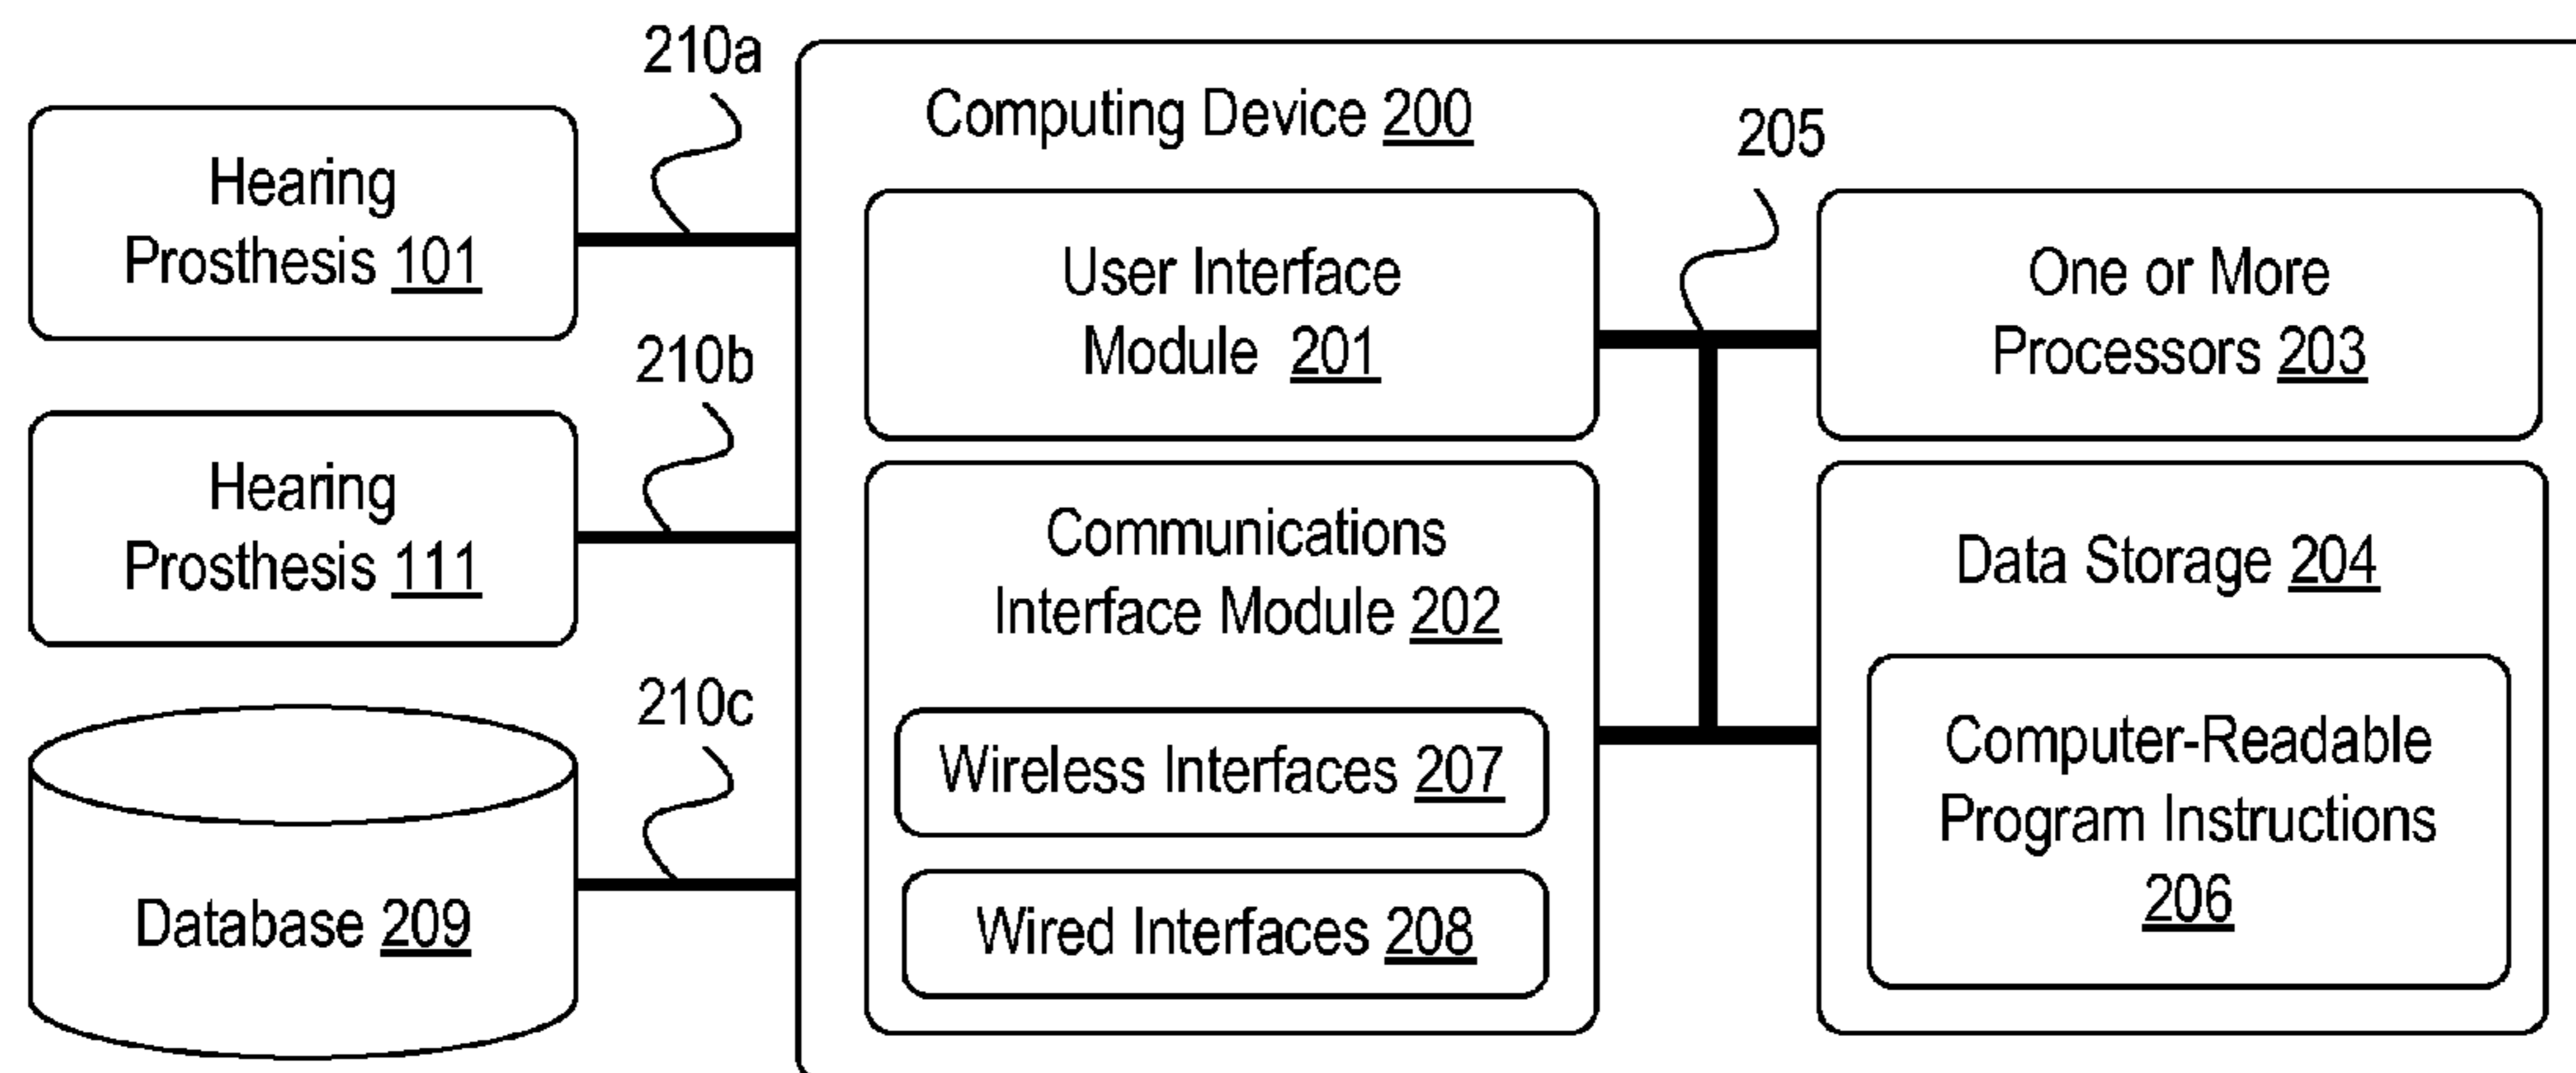 210a
Hearing
Prosthesis 101
210b
Hearing
Prosthesis 111
210c
Database 209
Computing Device 200
205
User Interface
Module 201
One or More
Processors 203
Communications
Interface Module 202
Wireless Interfaces 207
Wired Interfaces 208
Data Storage 204
Computer-Readable
Program Instructions
206